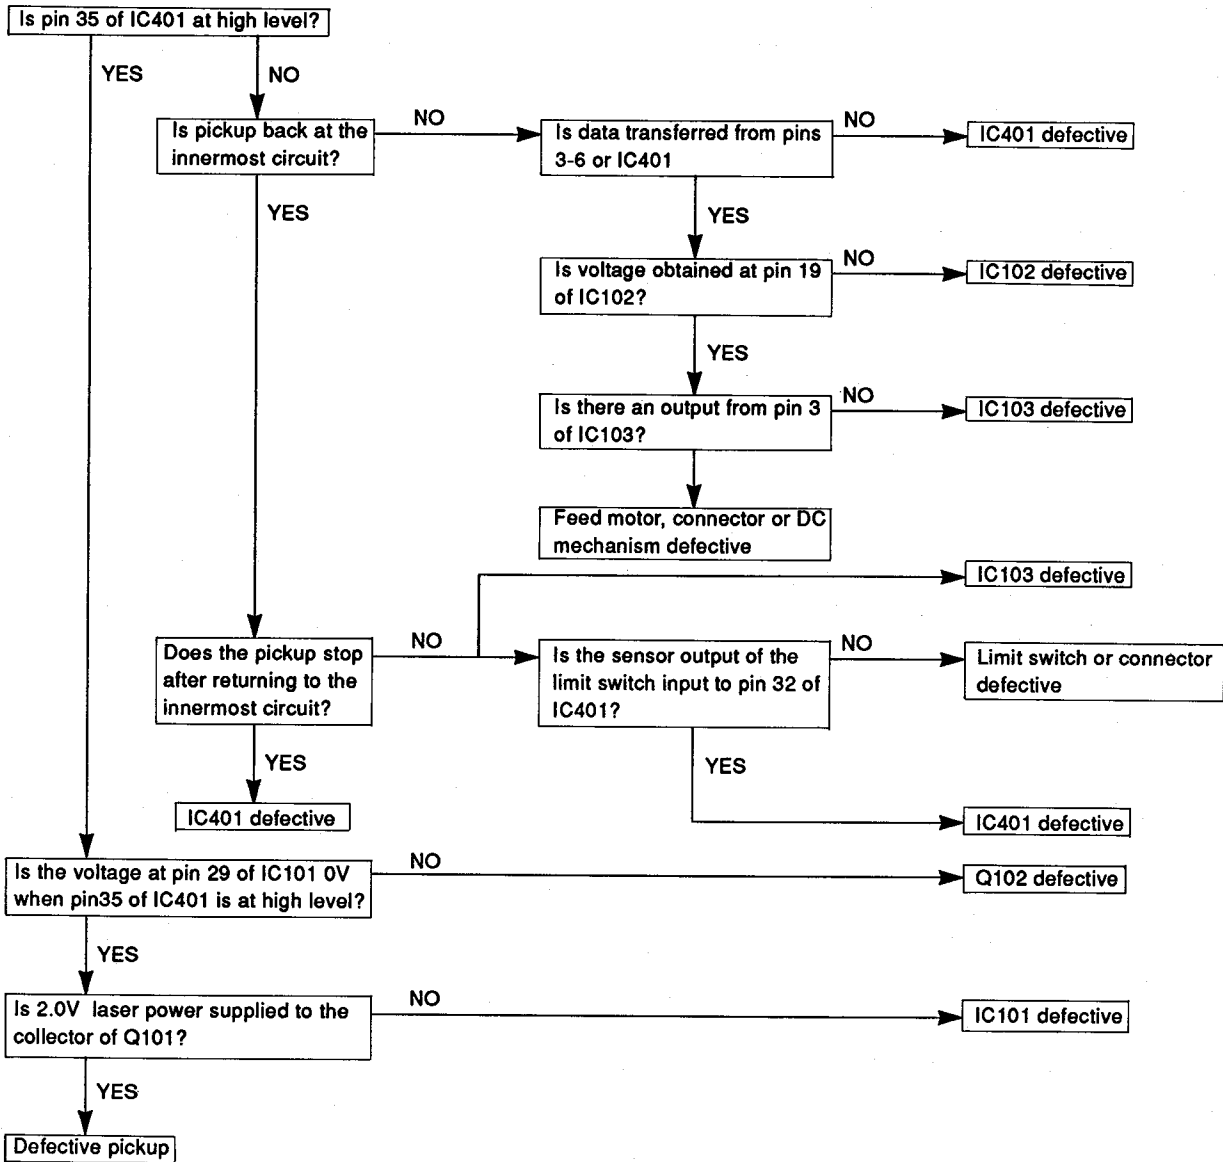 Is pin 35 of IC401 at high level?
YES
NO
Is pickup back at the
innermost circuit?
NO
Is data transferred from pins
3-6 or IC401
NO
IC401 defective
YES
YES
Is voltage obtained at pin 19
of IC102?
NO
IC102 defective
YES
Is there an output from pin 3
of IC103?
NO
IC103 defective
Feed motor, connector or DC
mechanism defective
IC103 defective
Does the pickup stop
after returning to the
innermost circuit?
NO
Is the sensor output of the
limit switch input to pin 32 of
IC401?
NO
Limit switch or connector
defective
YES
YES
IC401 defective
IC401 defective
Is the voltage at pin 29 of IC101 0V
when pin35 of IC401 is at high level?
NO
Q102 defective
YES
Is 2.0V laser power supplied to the
collector of Q101?
NO
IC101 defective
YES
Defective pickup